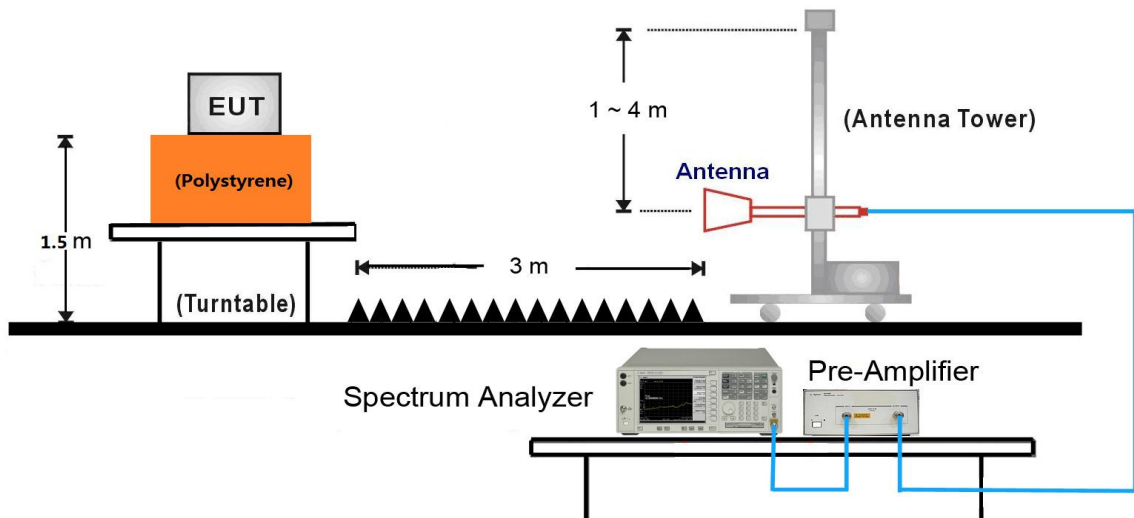 EUT
(Polystyrene)
1.5 m
(Turntable)
3 m
1 ~ 4 m
(Antenna Tower)
Antenna
Spectrum Analyzer
Pre-Amplifier